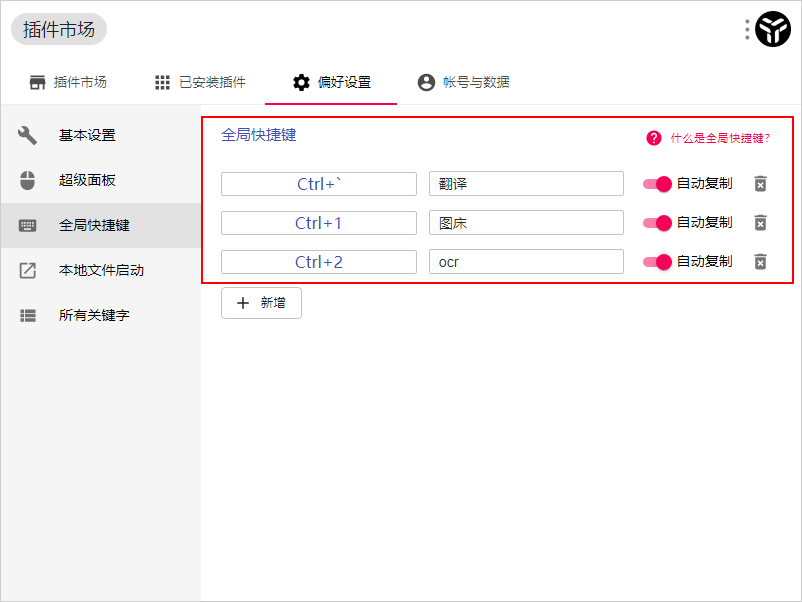 插件市场
插件市场 已安装插件 偏好设置 帐号与数据
基本设置
超级面板
全局快捷键
本地文件启动
所有关键字
全局快捷键 什么是全局快捷键?
Ctrl+` 翻译 自动复制
Ctrl+1 图床 自动复制
Ctrl+2 ocr 自动复制
+ 新增